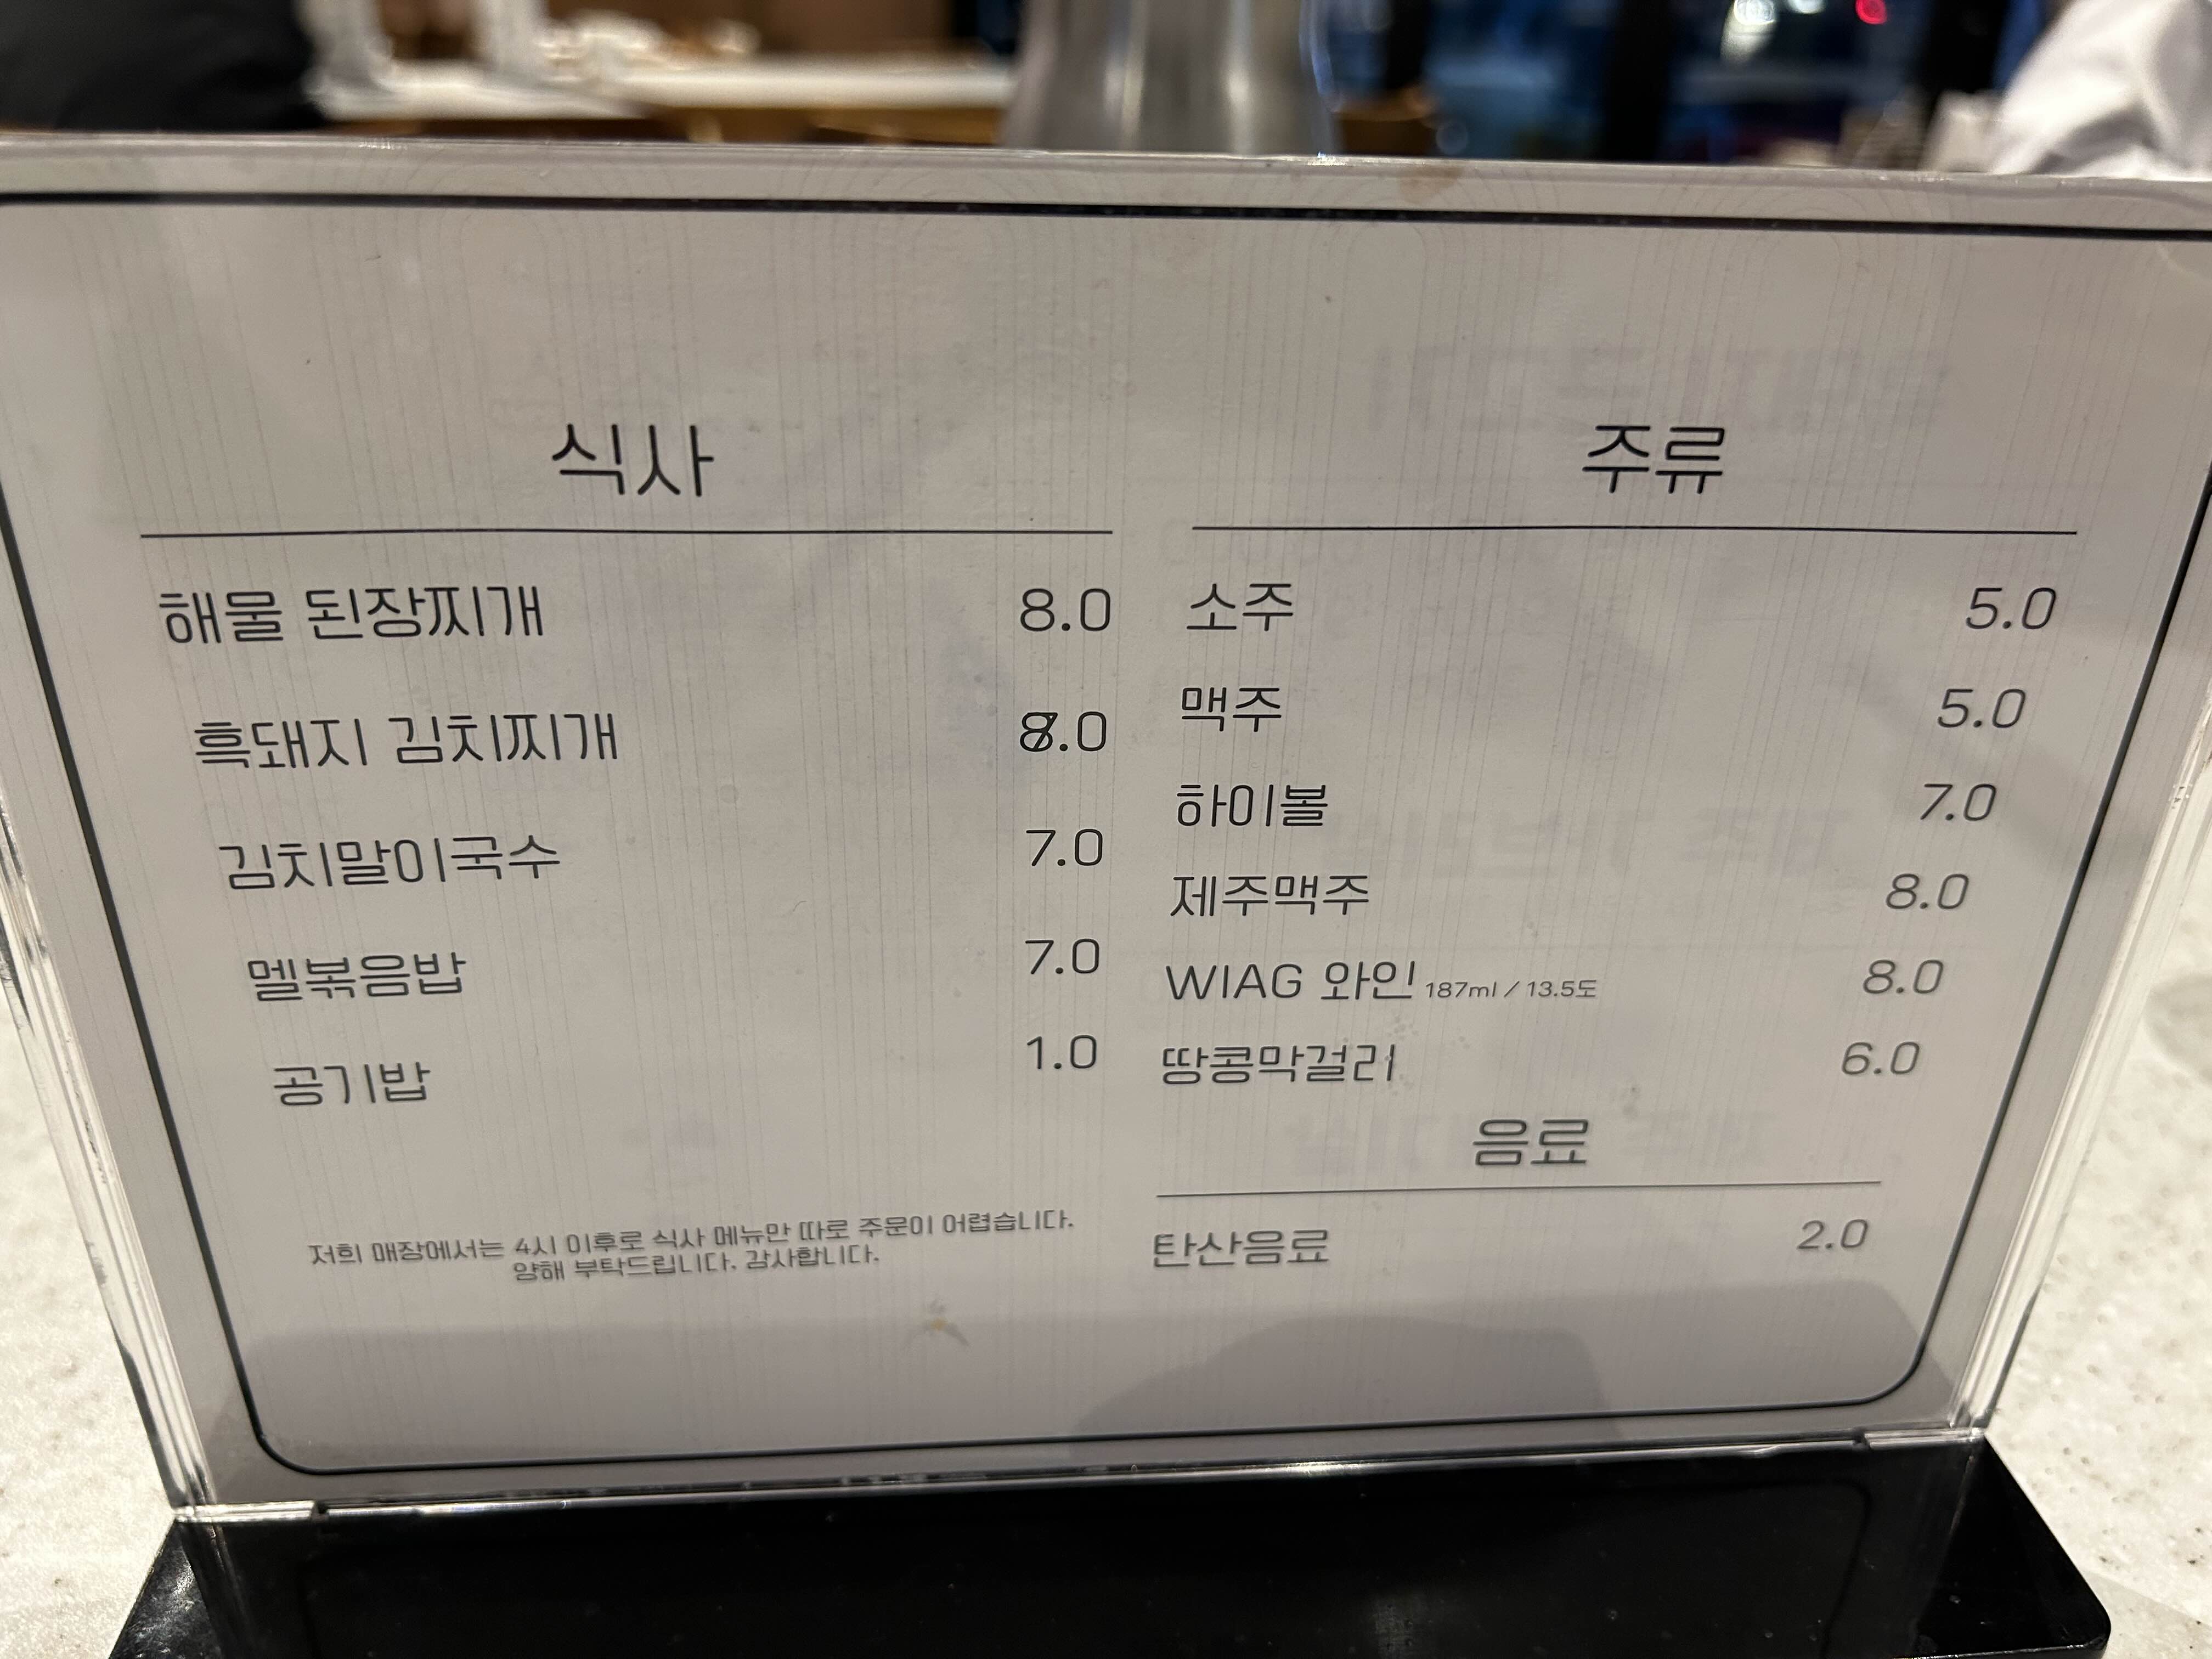 식사
해물 된장찌개 8.0
흑돼지 김치찌개 8.0
김치말이국수 7.0
멜볶음밥 7.0
공기밥 1.0
저희 매장에서는 4시 이후로 식사 메뉴만 따로 주문이 어렵습니다.
양해 부탁드립니다. 감사합니다.
주류
소주 5.0
맥주 5.0
하이볼 7.0
제주맥주 8.0
WIAG 와인 187ml / 13.5도 8.0
땅콩막걸리 6.0
음료
탄산음료 2.0